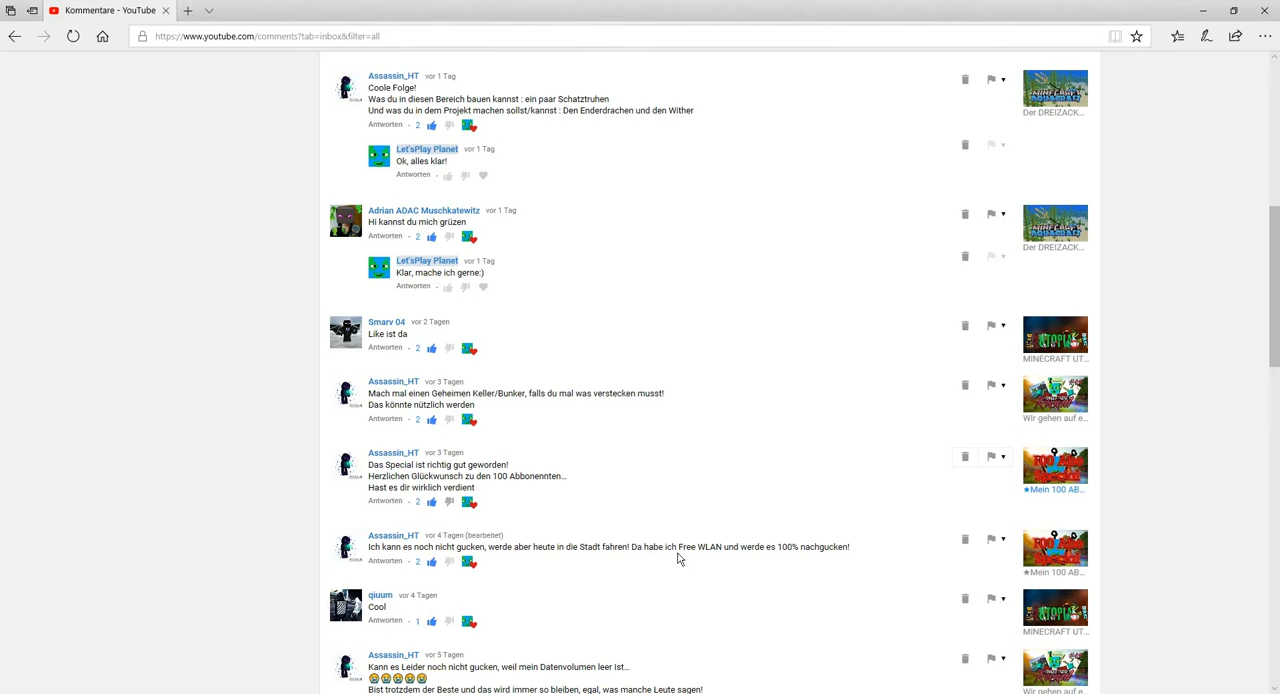 Kommentare - YouTube
https://www.youtube.com/comments?tab=inbox&filter=all
Assassin_HT vor 1 Tag
Coole Folge!
Was du in diesen Bereich bauen kannst : ein paar Schatztruhen
Und was du in dem Projekt machen sollst/kannst : Den Enderdrachen und den Wither
Antworten · 2
MINECRAFT
AQUACRAFT
Der DREIZACK...
Let'sPlay Planet vor 1 Tag
Ok, alles klar!
Antworten ·
Adrian ADAC Muschkatewitz vor 1 Tag
Hi kannst du mich grüzen
Antworten · 2
MINECRAFT
AQUACRAFT
Der DREIZACK...
Let'sPlay Planet vor 1 Tag
Klar, mache ich gerne:)
Antworten ·
Smarv 04 vor 2 Tagen
Like ist da
Antworten · 2
UTOPIA
MINECRAFT UT...
Assassin_HT vor 3 Tagen
Mach mal einen Geheimen Keller/Bunker, falls du mal was verstecken musst!
Das könnte nützlich werden
Antworten · 2
Wir gehen auf e...
Assassin_HT vor 3 Tagen
Das Special ist richtig gut geworden!
Herzlichen Glückwunsch zu den 100 Abbonennten...
Hast es dir wirklich verdient
Antworten · 2
★Mein 100 AB...
Assassin_HT vor 4 Tagen (bearbeitet)
Ich kann es noch nicht gucken, werde aber heute in die Stadt fahren! Da habe ich Free WLAN und werde es 100% nachgucken!
Antworten · 2
★Mein 100 AB...
qiuum vor 4 Tagen
Cool
Antworten · 1
UTOPIA
MINECRAFT UT...
Assassin_HT vor 5 Tagen
Kann es Leider noch nicht gucken, weil mein Datenvolumen leer Ist...
Bist trotzdem der Beste und das wird immer so bleiben, egal, was manche Leute sagen!
Wir gehen auf e...